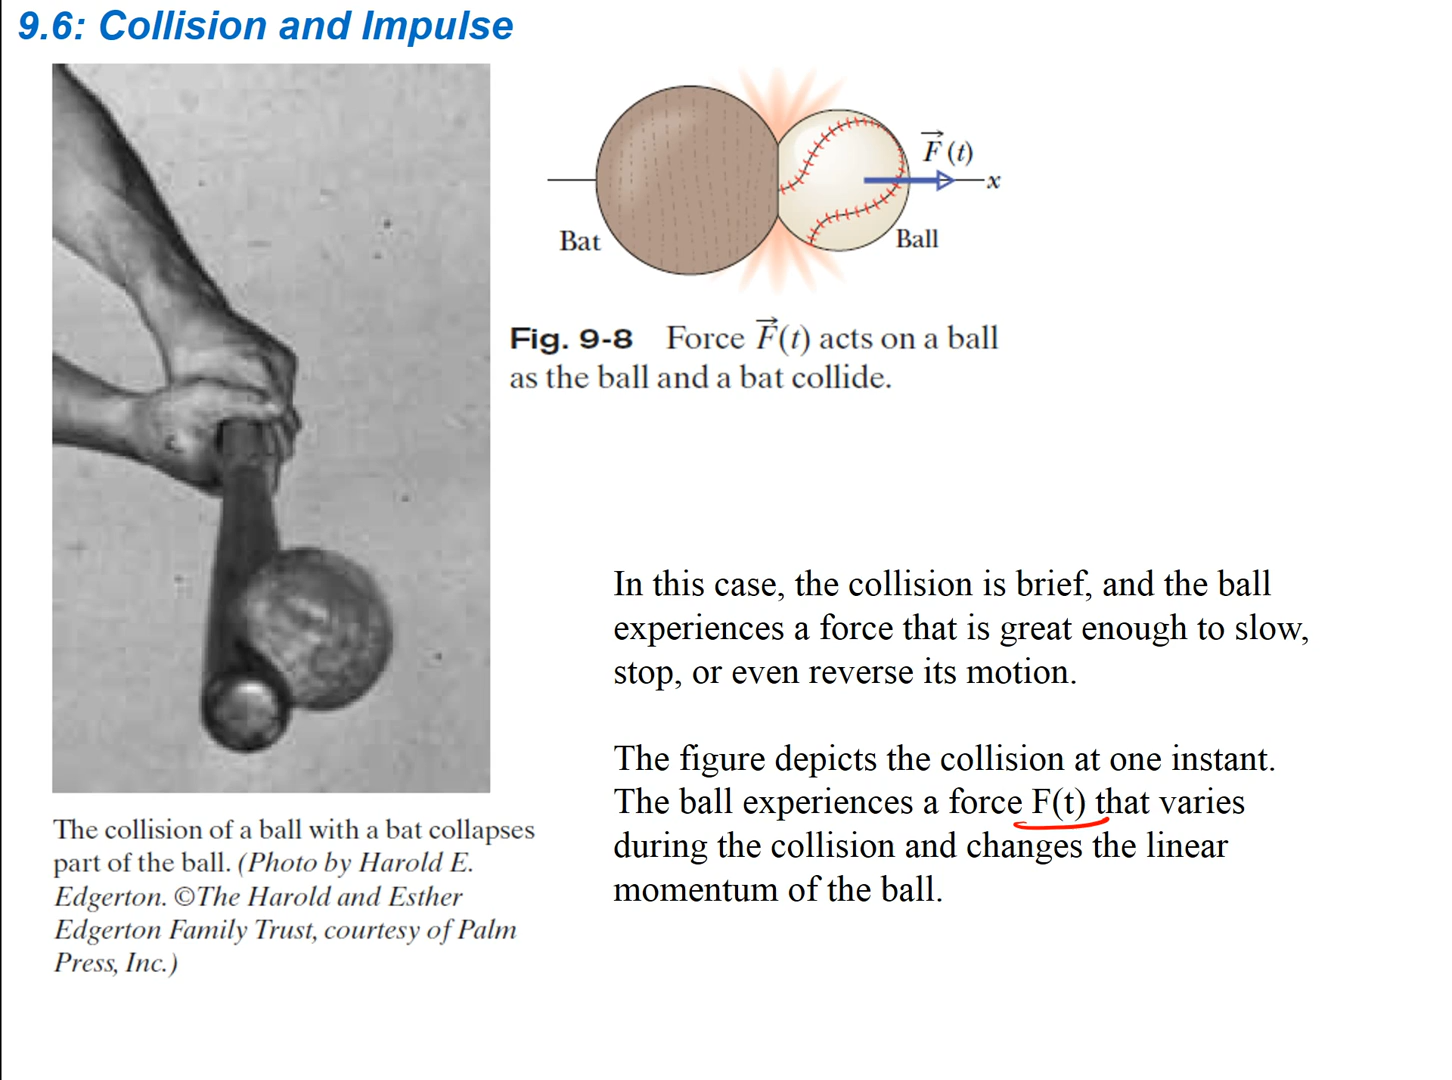 9.6: Collision and Impulse
F(t)
x
Bat
Ball
Fig. 9-8 Force F(t) acts on a ball
as the ball and a bat collide.
In this case, the collision is brief, and the ball
experiences a force that is great enough to slow,
stop, or even reverse its motion.
The figure depicts the collision at one instant.
The ball experiences a force F(t) that varies
during the collision and changes the linear
momentum of the ball.
The collision of a ball with a bat collapses
part of the ball. (Photo by Harold E.
Edgerton. ©The Harold and Esther
Edgerton Family Trust, courtesy of Palm
Press, Inc.)